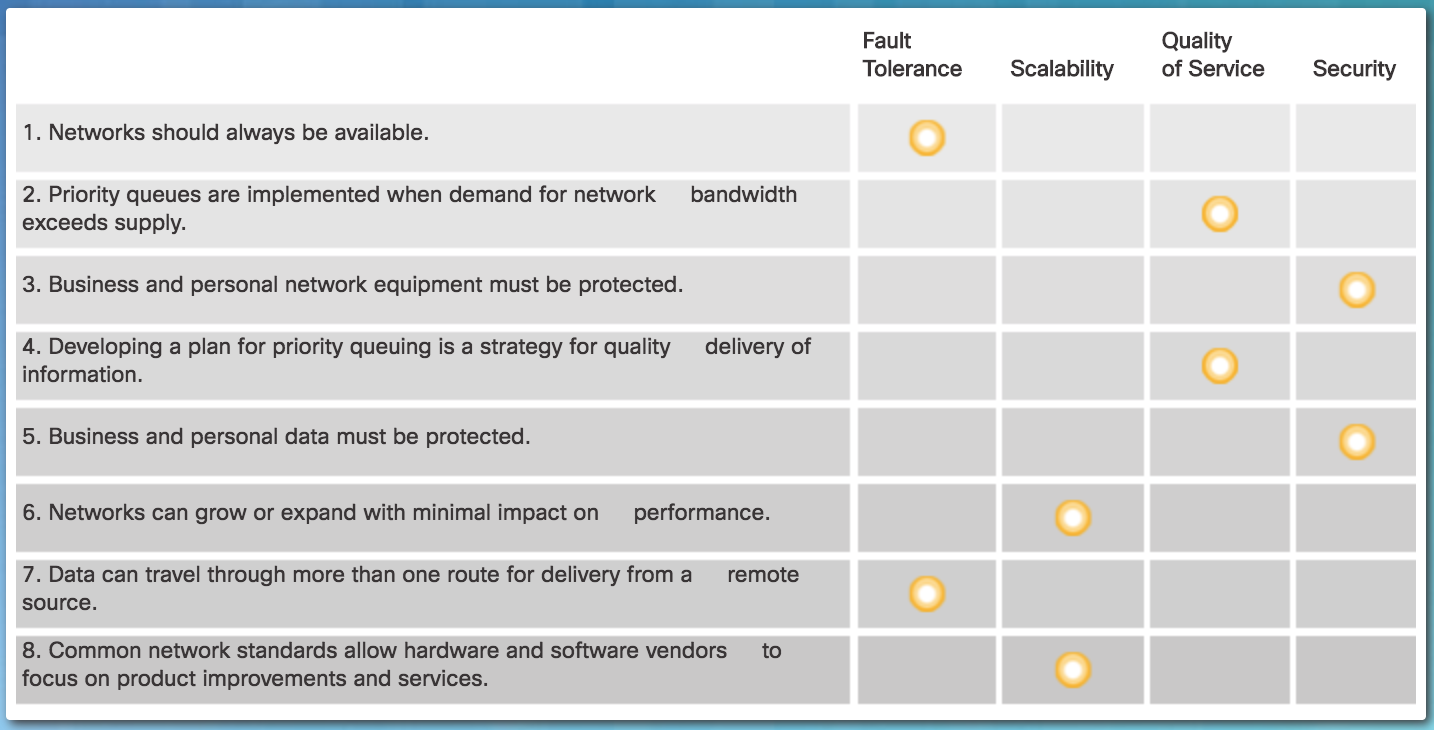 Fault
Tolerance
Scalability
Quality
of Service
Security
1. Networks should always be available.
2. Priority queues are implemented when demand for network bandwidth
exceeds supply.
3. Business and personal network equipment must be protected.
4. Developing a plan for priority queuing is a strategy for quality delivery of
information.
5. Business and personal data must be protected.
6. Networks can grow or expand with minimal impact on performance.
7. Data can travel through more than one route for delivery from a remote
source.
8. Common network standards allow hardware and software vendors to
focus on product improvements and services.